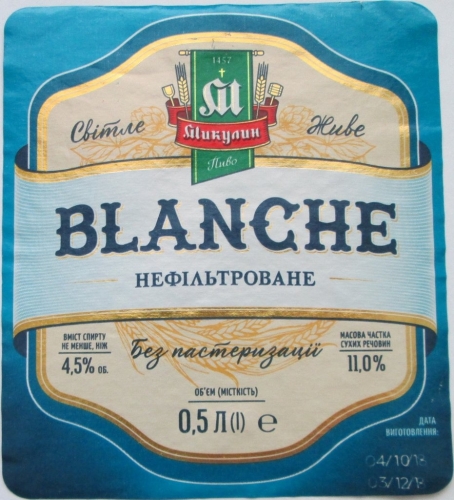 1457
М
Микулин
Пиво
Світле
Живе
BLANCHE
НЕФІЛЬТРОВАНЕ
ВМІСТ СПИРТУ
НЕ МЕНШЕ, НІЖ
4,5% ОБ.
Без пастеризації
МАСОВА ЧАСТКА
СУХИХ РЕЧОВИН
11,0%
ОБ'ЄМ (МІСТКІСТЬ)
0,5 Л(l) e
ДАТА
ВИГОТОВЛЕННЯ:
04/10/18
03/12/18